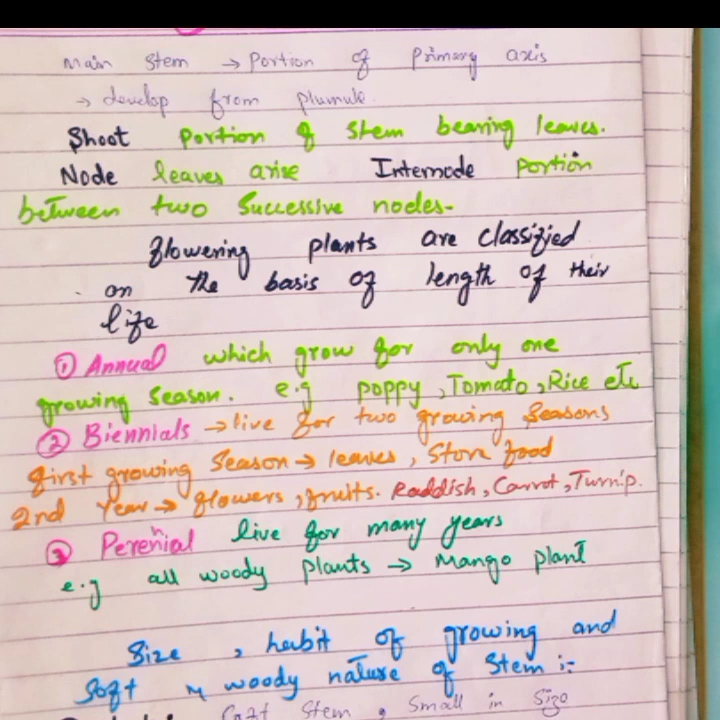 Main stem → Portion of Primary axis
→ develop from plumule.
Shoot Portion of stem bearing leaves.
Node leaves arise Internode Portion
between two Successive nodes-
flowering plants are classified
on the basis of length of their
life
① Annual which grow for only one
growing season. e.g poppy, Tomato, Rice etc
② Biennials → live for two growing Seasons
first growing Season → leaves, Store food
2nd Year → flowers, fruits. Raddish, Carrot, Turnip.
③ Perennial live for many years
e.g all woody plants → Mango plant
Size, habit of growing and
Soft woody nature of Stem :-
Soft Stem, Small in Size